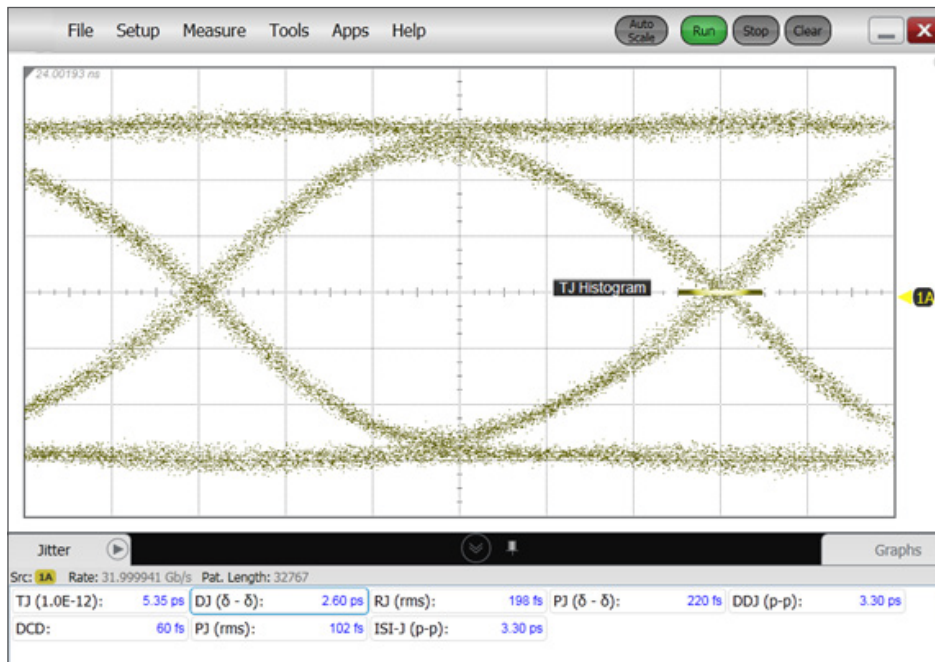 File Setup Measure Tools Apps Help Auto Scale Run Stop Clear
24.00193 ns
TJ Histogram
1A
Jitter Graphs
Src: 1A Rate: 31.999941 Gb/s Pat. Length: 32767
TJ (1.0E-12): 5.35 ps DJ (δ - δ): 2.60 ps RJ (rms): 198 fs PJ (δ - δ): 220 fs DDJ (p-p): 3.30 ps
DCD: 60 fs PJ (rms): 102 fs ISI-J (p-p): 3.30 ps